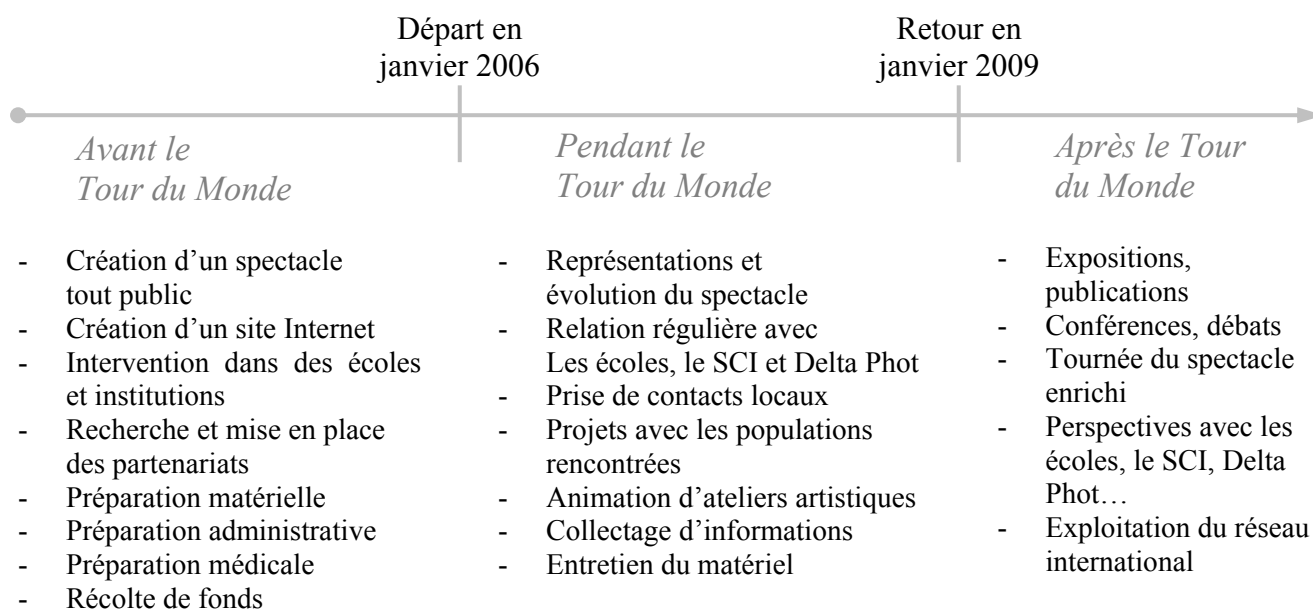 Départ en
janvier 2006
Retour en
janvier 2009
Avant le
Tour du Monde
Pendant le
Tour du Monde
Après le Tour
du Monde
- Création d’un spectacle
tout public
- Création d’un site Internet
- Intervention dans des écoles
et institutions
- Recherche et mise en place
des partenariats
- Préparation matérielle
- Préparation administrative
- Préparation médicale
- Récolte de fonds
- Représentations et
évolution du spectacle
- Relation régulière avec
Les écoles, le SCI et Delta Phot
- Prise de contacts locaux
- Projets avec les populations
rencontrées
- Animation d’ateliers artistiques
- Collectage d’informations
- Entretien du matériel
- Expositions,
publications
- Conférences, débats
- Tournée du spectacle
enrichi
- Perspectives avec les
écoles, le SCI, Delta
Phot…
- Exploitation du réseau
international